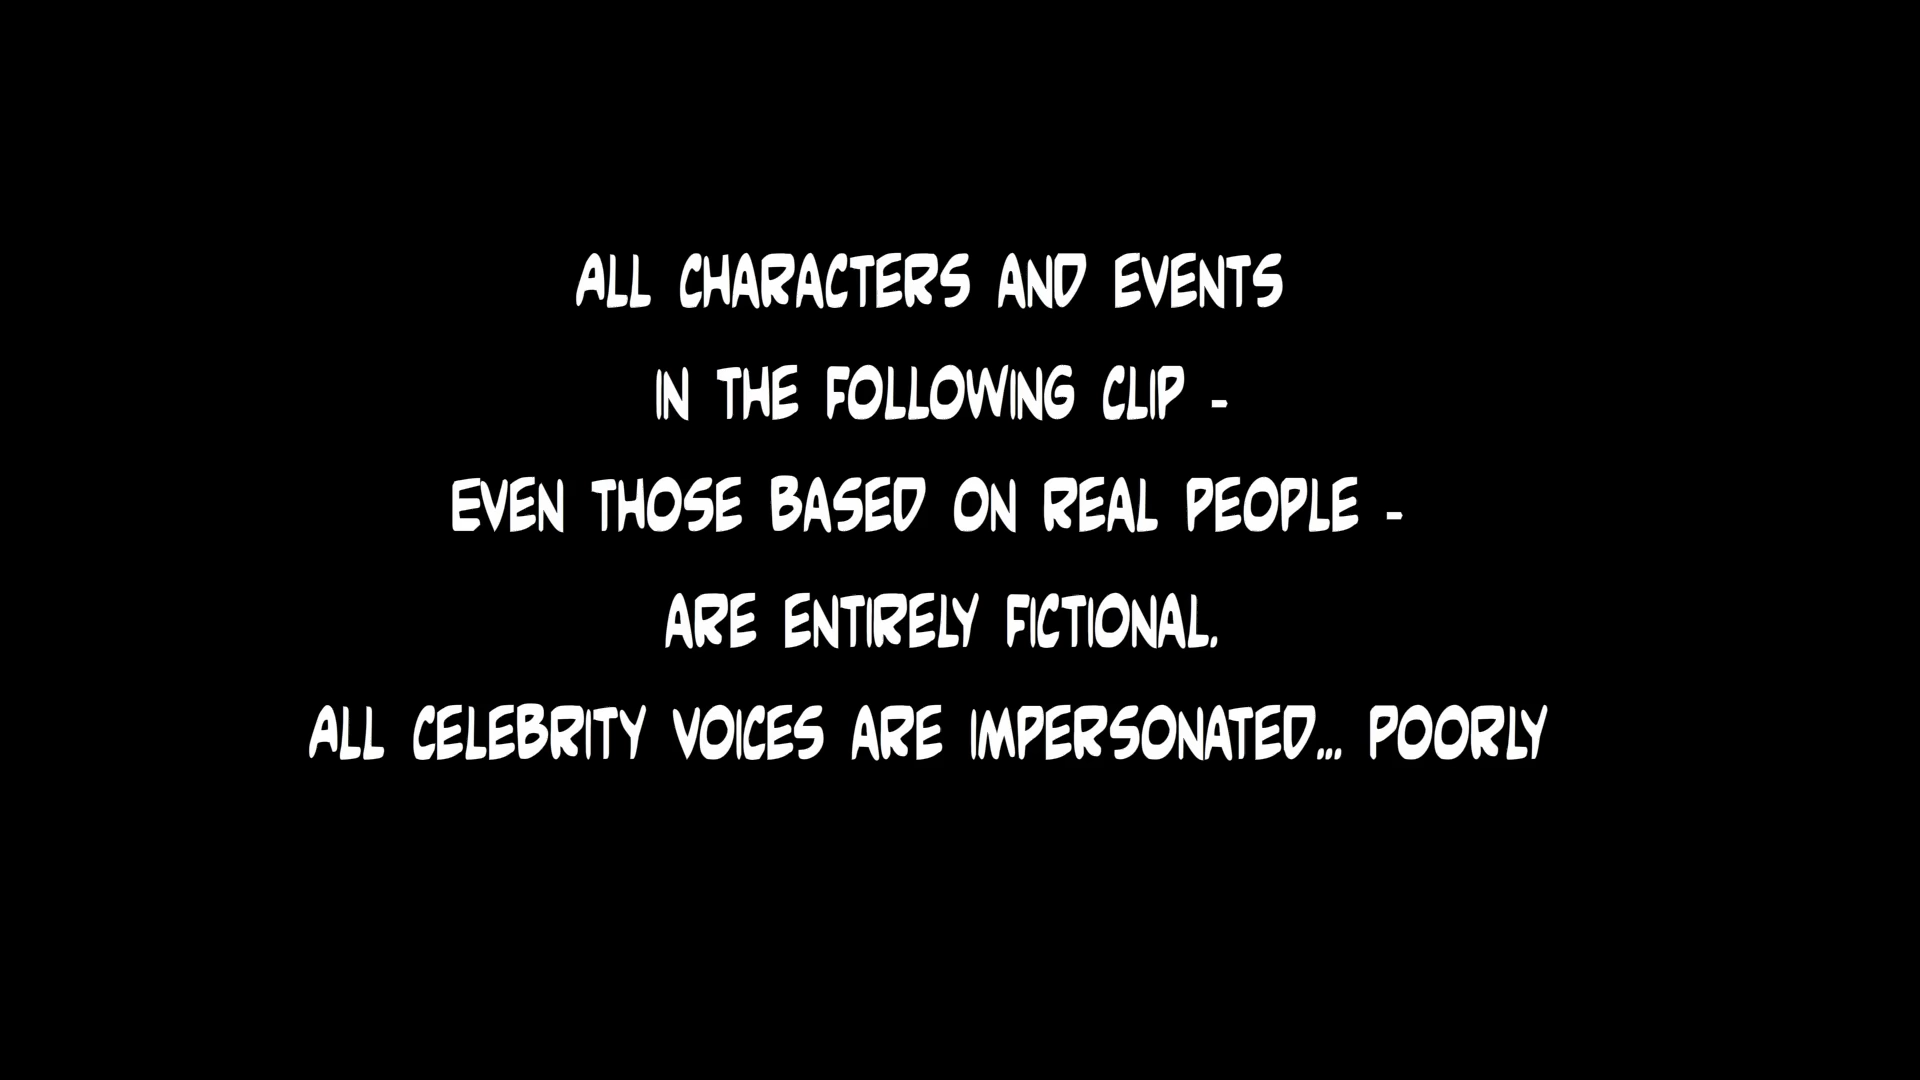 ALL CHARACTERS AND EVENTS
IN THE FOLLOWING CLIP -
EVEN THOSE BASED ON REAL PEOPLE -
ARE ENTIRELY FICTIONAL.
ALL CELEBRITY VOICES ARE IMPERSONATED... POORLY